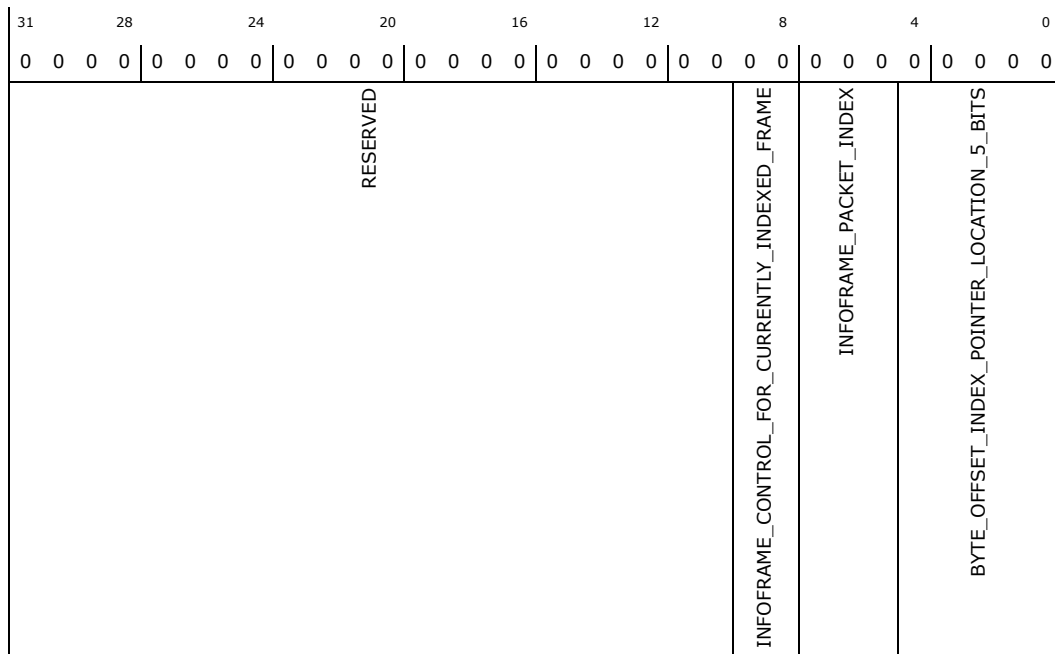 31 28 24 20 16 12 8 4 0
0 0 0 0 0 0 0 0 0 0 0 0 0 0 0 0 0 0 0 0 0 0 0 0 0 0 0 0 0 0 0 0
RESERVED
INFOFRAME_CONTROL_FOR_CURRENTLY_INDEXED_FRAME
INFOFRAME_PACKET_INDEX
BYTE_OFFSET_INDEX_POINTER_LOCATION_5_BITS